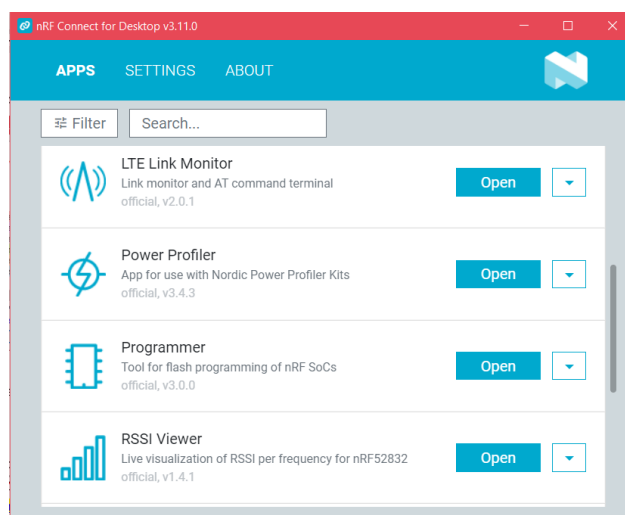 nRF Connect for Desktop v3.11.0
APPS SETTINGS ABOUT
Filter Search...
LTE Link Monitor
Link monitor and AT command terminal
official, v2.0.1
Open
Power Profiler
App for use with Nordic Power Profiler Kits
official, v3.4.3
Open
Programmer
Tool for flash programming of nRF SoCs
official, v3.0.0
Open
RSSI Viewer
Live visualization of RSSI per frequency for nRF52832
official, v1.4.1
Open